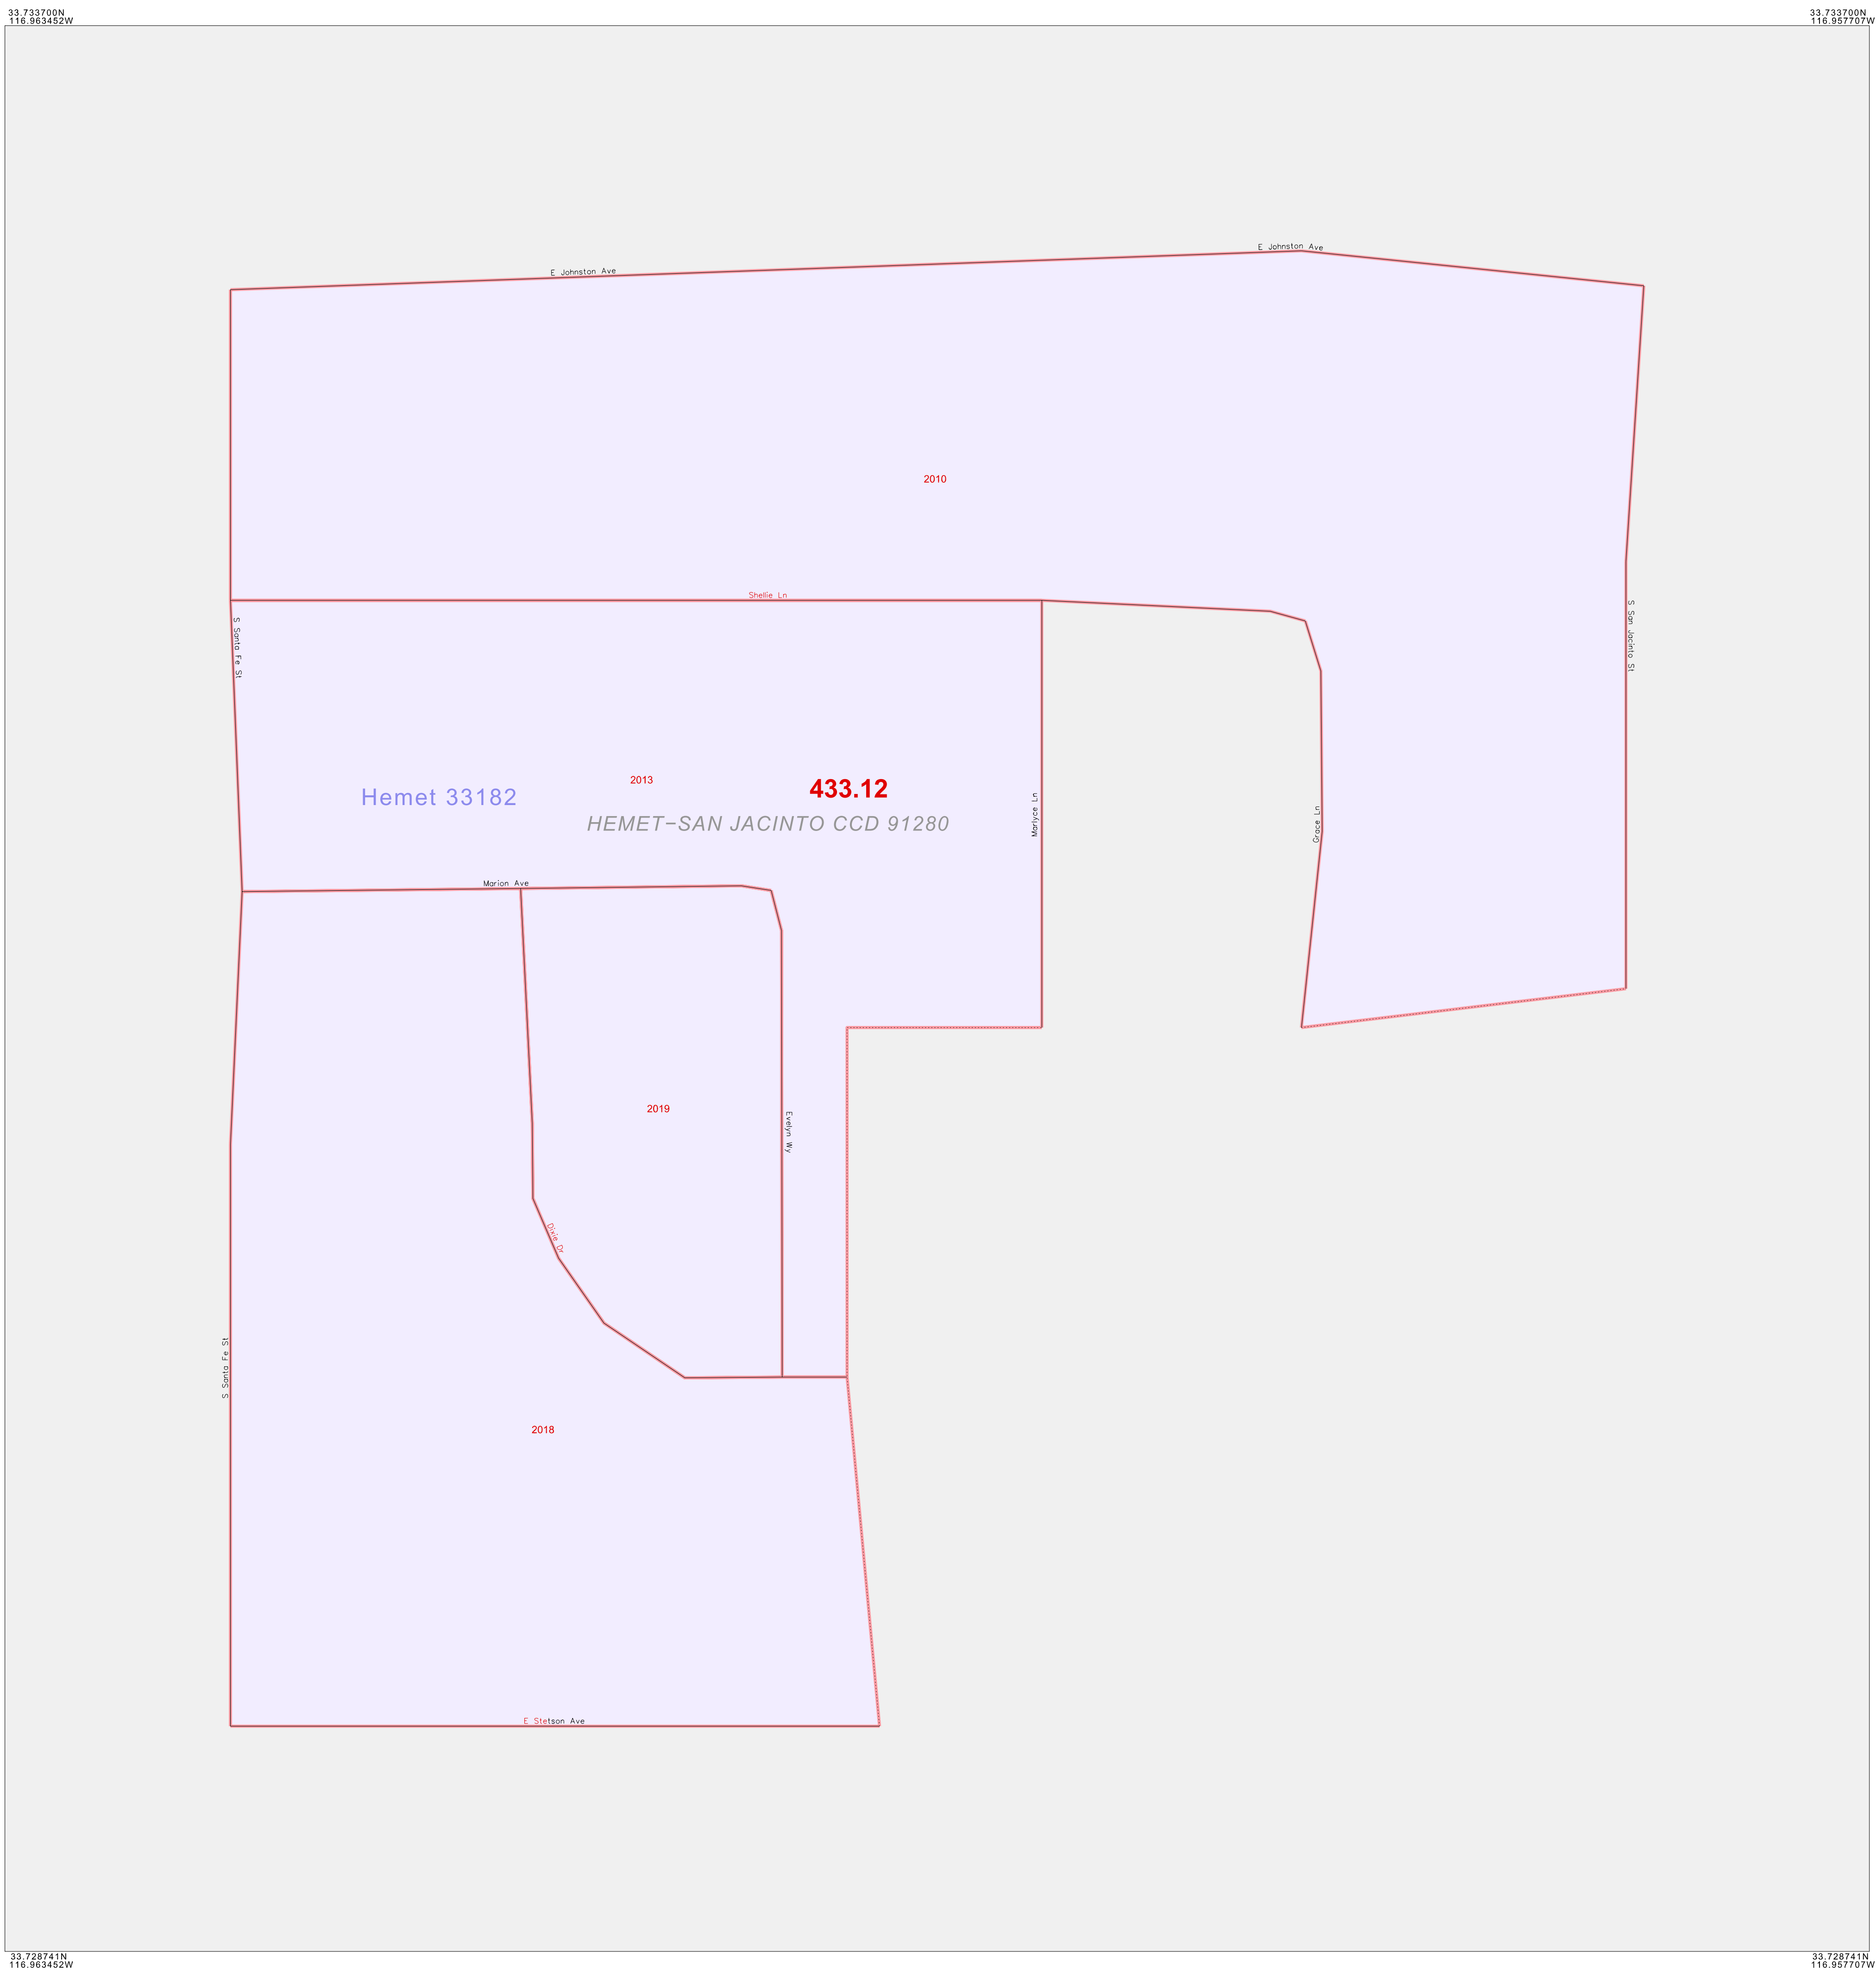 33.733700N
116.963452W
33.733700N
116.957707W
E Johnston Ave
E Johnston Ave
2010
Shellie Ln
S Santa Fe St
S San Jacinto St
2013
433.12
Hemet 33182
HEMET-SAN JACINTO CCD 91280
Marlyce Ln
Grace Ln
Marion Ave
2019
Evelyn Wy
Dixie Dr
S Santa Fe St
2018
E Stetson Ave
33.728741N
116.963452W
33.728741N
116.957707W